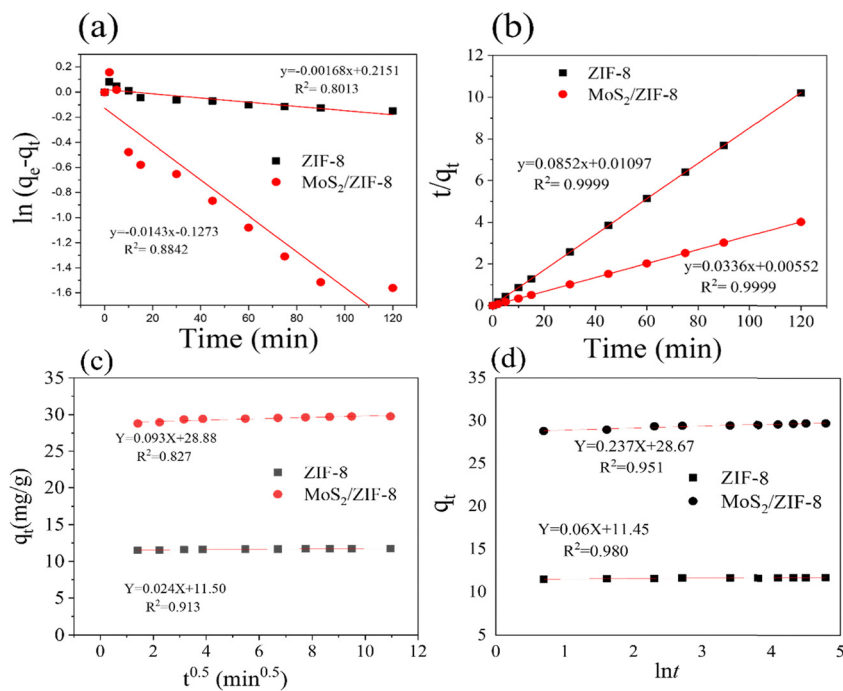 (a)
y=-0.00168x+0.2151
R²= 0.8013
ZIF-8
MoS₂/ZIF-8
y=-0.0143x-0.1273
R²= 0.8842
ln (qₑ-qₜ)
0.2
0.0
-0.2
-0.4
-0.6
-0.8
-1.0
-1.2
-1.4
-1.6
0 20 40 60 80 100 120
Time (min)
(b)
ZIF-8
MoS₂/ZIF-8
y=0.0852x+0.01097
R²= 0.9999
y=0.0336x+0.00552
R²= 0.9999
t/qₜ
12
10
8
6
4
2
0
0 20 40 60 80 100 120
Time (min)
(c)
Y=0.093X+28.88
R²=0.827
ZIF-8
MoS₂/ZIF-8
Y=0.024X+11.50
R²=0.913
qₜ(mg/g)
35
30
25
20
15
10
5
0
2 4 6 8 10 12
t⁰·⁵ (min⁰·⁵)
(d)
Y=0.237X+28.67
R²=0.951
ZIF-8
MoS₂/ZIF-8
Y=0.06X+11.45
R²=0.980
qₜ
35
30
25
20
15
10
5
0 1 2 3 4 5
lnt